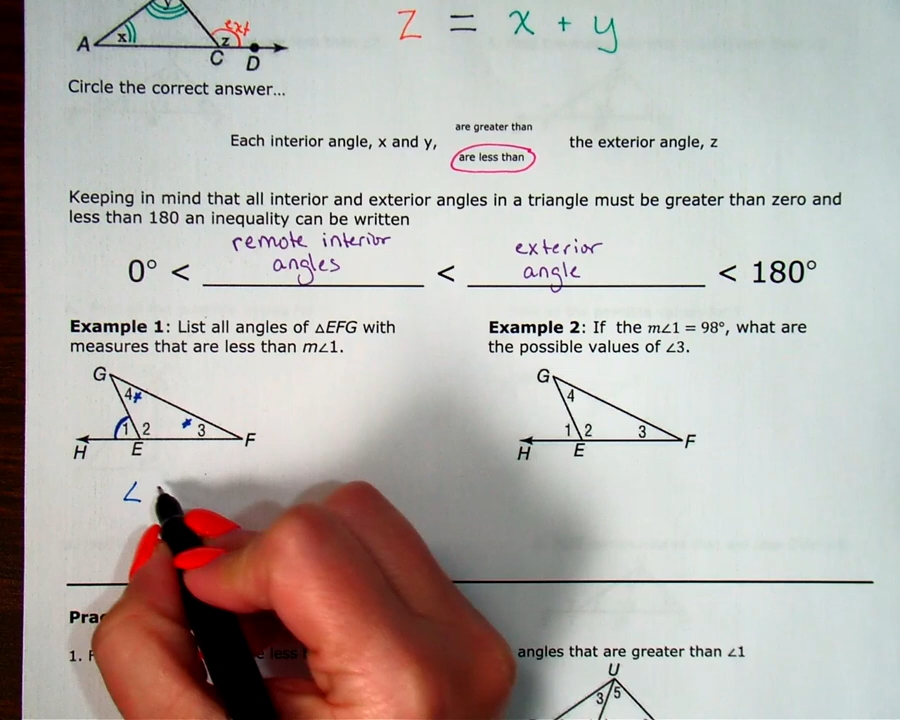 y
A x ext z
C D
z = x + y
Circle the correct answer...
are greater than
Each interior angle, x and y, are less than the exterior angle, z
Keeping in mind that all interior and exterior angles in a triangle must be greater than zero and
less than 180 an inequality can be written
0° < remote interior angles < exterior angle < 180°
Example 1: List all angles of △EFG with
measures that are less than m∠1.
G
4
1 2 3 F
H E
∠
Example 2: If the m∠1 = 98°, what are
the possible values of ∠3.
G
4
1 2 3 F
H E
Pra
1.
angles that are greater than ∠1
U
3 5